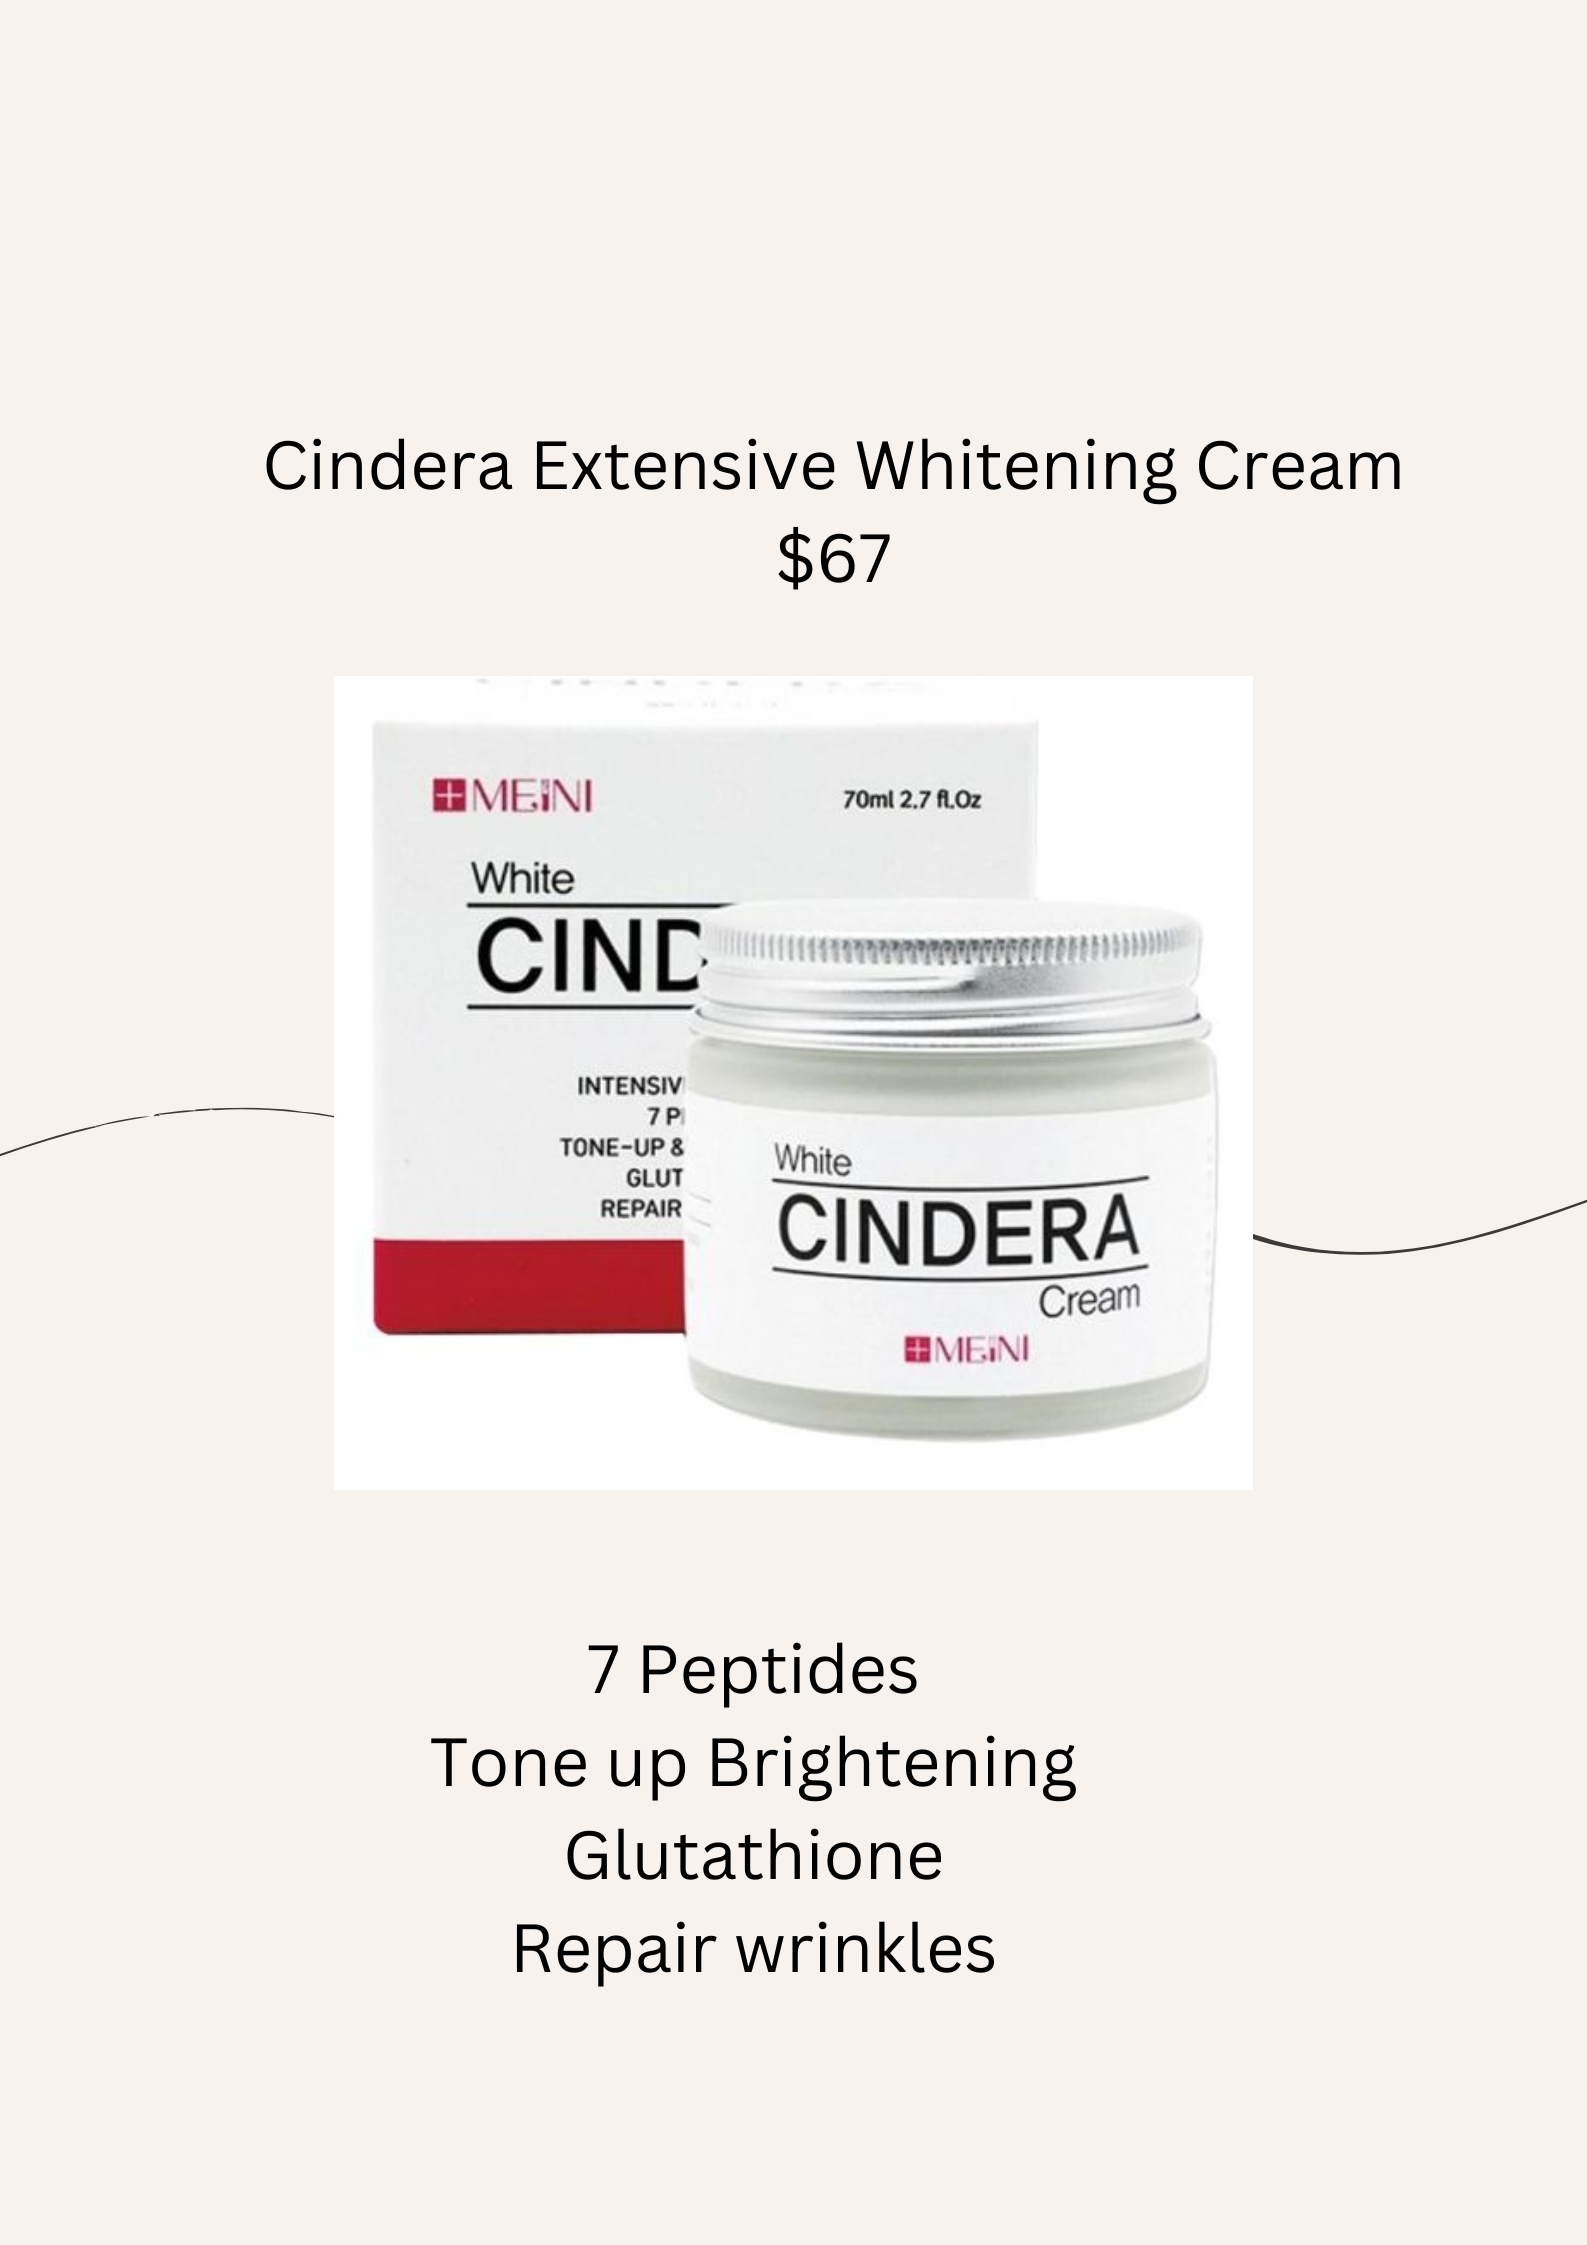 Cindera Extensive Whitening Cream
$67
MEiNI
70ml 2.7 fl.Oz
White
CIND
INTENSIV
7 P
TONE-UP &
GLUT
REPAIR
White
CINDERA
Cream
MEiNI
7 Peptides
Tone up Brightening
Glutathione
Repair wrinkles